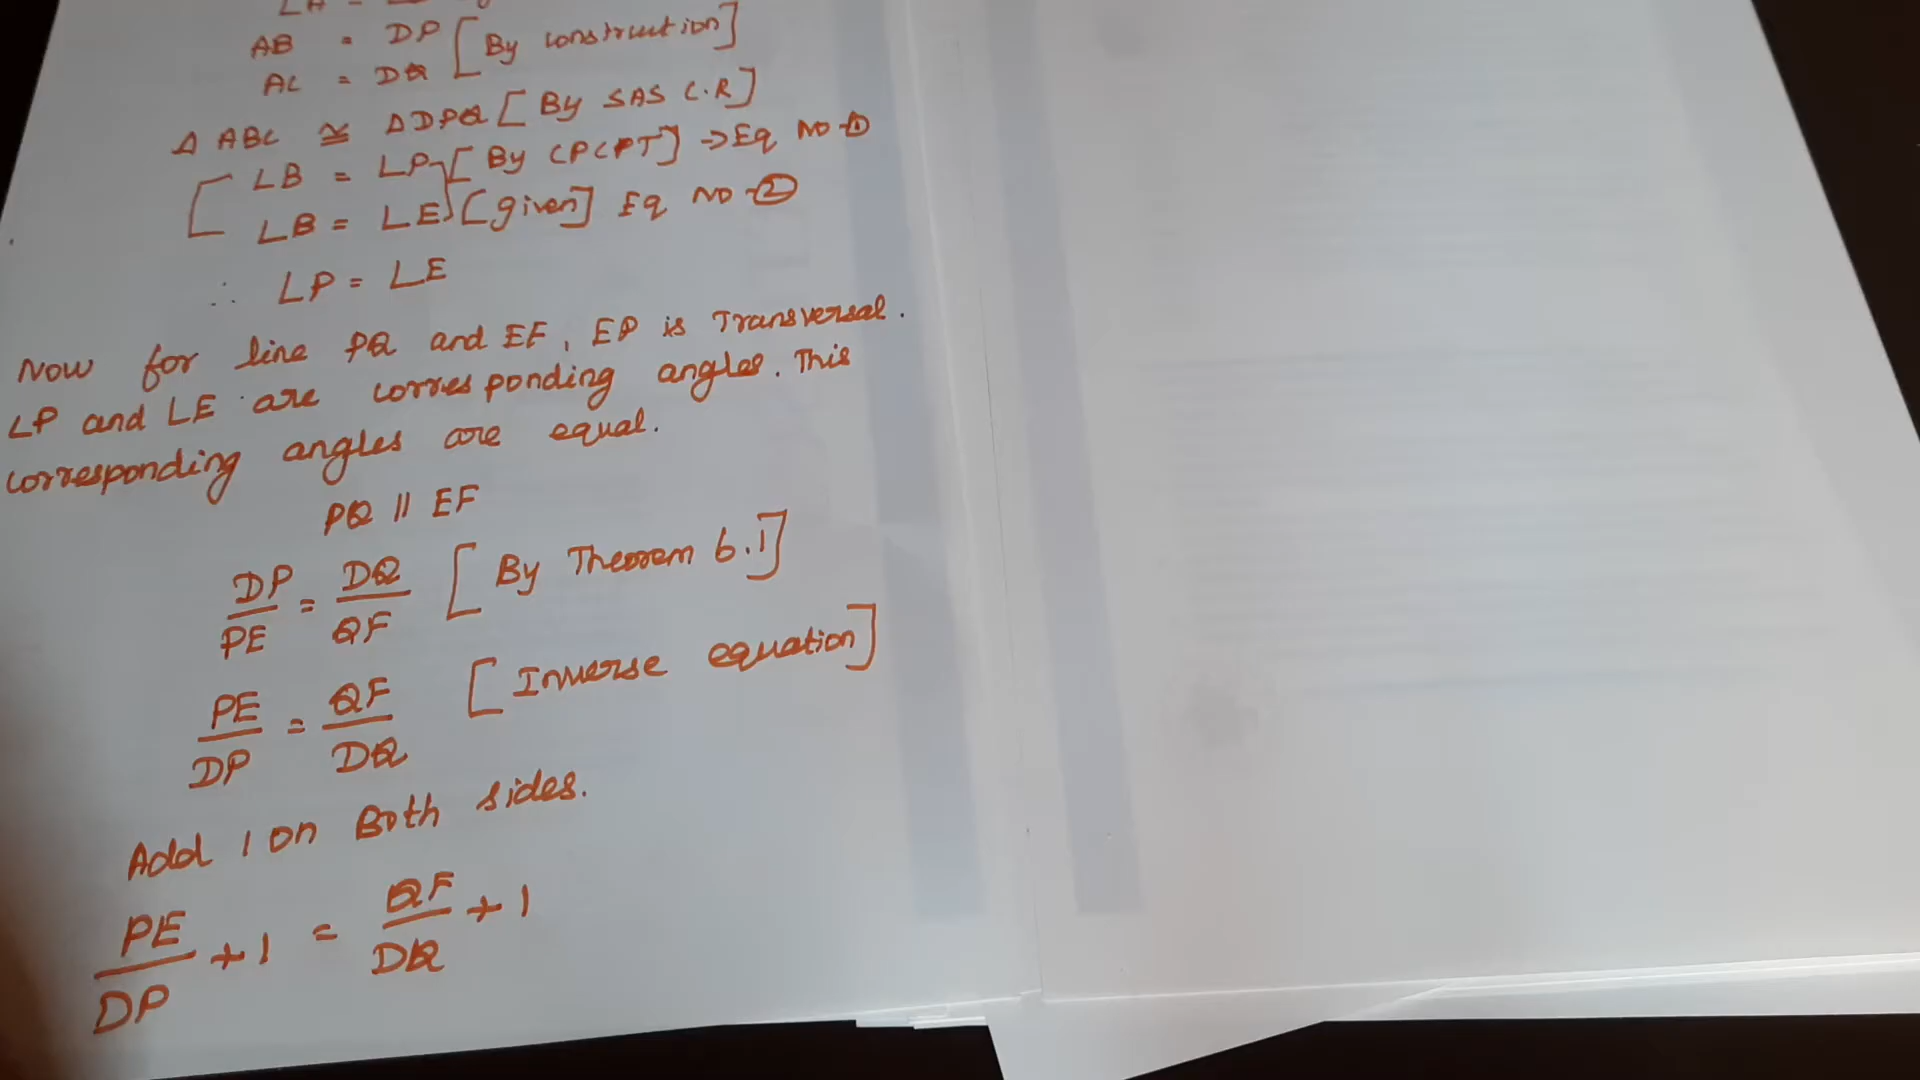 ∠A =
AB = DP [By construction]
AC = DQ
Δ ABC ≅ ΔDPQ [By SAS C.R]
∠B = ∠P [By CPCPT] → Eq No - ①
∠B = ∠E [given] Eq No - ②
∴ ∠P = ∠E
Now for line PQ and EF, EP is Transversal.
∠P and ∠E are corresponding angles. This
corresponding angles are equal.
PQ || EF
DP/PE = DQ/QF [By Theorem 6.1]
PE/DP = QF/DQ [Inverse equation]
Add 1 on Both sides.
PE/DP + 1 = QF/DQ + 1